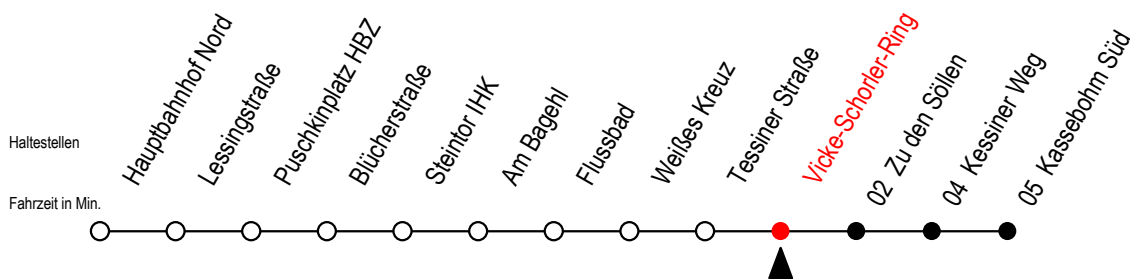 Haltestellen
Fahrzeit in Min.
Hauptbahnhof Nord
Lessingstraße
Puschkinplatz HBZ
Blücherstraße
Steintor IHK
Am Bagehl
Flussbad
Weißes Kreuz
Tessiner Straße
Vicke-Schorler-Ring
02 Zu den Söllen
04 Kessiner Weg
05 Kassebohm Süd